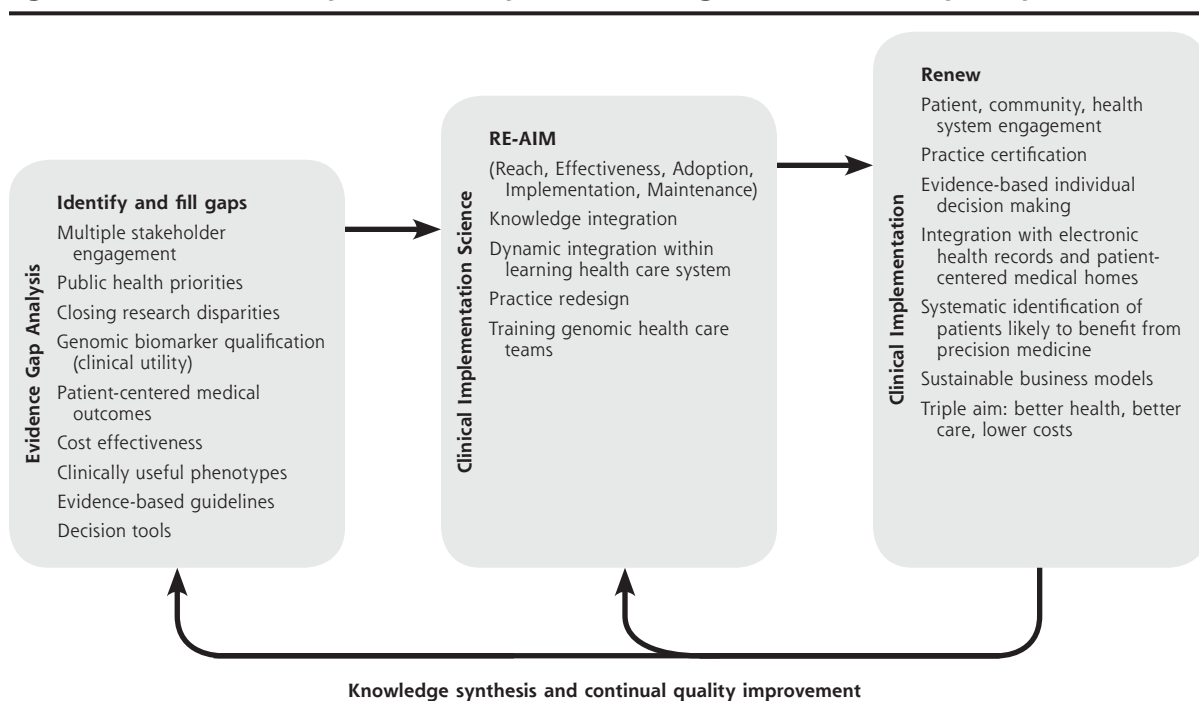 Evidence Gap Analysis
Identify and fill gaps
Multiple stakeholder
engagement
Public health priorities
Closing research disparities
Genomic biomarker qualification
(clinical utility)
Patient-centered medical
outcomes
Cost effectiveness
Clinically useful phenotypes
Evidence-based guidelines
Decision tools
Clinical Implementation Science
RE-AIM
(Reach, Effectiveness, Adoption,
Implementation, Maintenance)
Knowledge integration
Dynamic integration within
learning health care system
Practice redesign
Training genomic health care
teams
Clinical Implementation
Renew
Patient, community, health
system engagement
Practice certification
Evidence-based individual
decision making
Integration with electronic
health records and patient-
centered medical homes
Systematic identification of
patients likely to benefit from
precision medicine
Sustainable business models
Triple aim: better health, better
care, lower costs
Knowledge synthesis and continual quality improvement